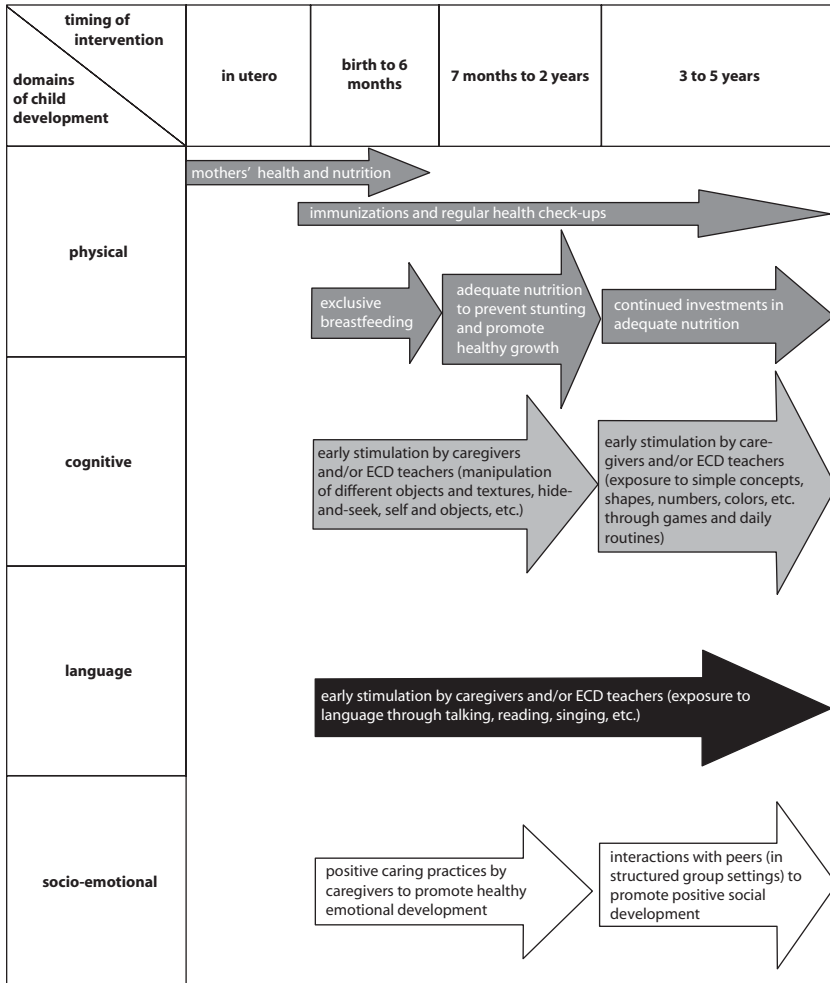 timing of
intervention
domains
of child
development
in utero
birth to 6
months
7 months to 2 years
3 to 5 years
physical
mothers' health and nutrition
immunizations and regular health check-ups
exclusive
breastfeeding
adequate nutrition
to prevent stunting
and promote
healthy growth
continued investments in
adequate nutrition
cognitive
early stimulation by caregivers
and/or ECD teachers (manipulation
of different objects and textures, hide-
and-seek, self and objects, etc.)
early stimulation by care-
givers and/or ECD teachers
(exposure to simple concepts,
shapes, numbers, colors, etc.
through games and daily
routines)
language
early stimulation by caregivers and/or ECD teachers (exposure to
language through talking, reading, singing, etc.)
socio-emotional
positive caring practices by
caregivers to promote healthy
emotional development
interactions with peers (in
structured group settings) to
promote positive social
development